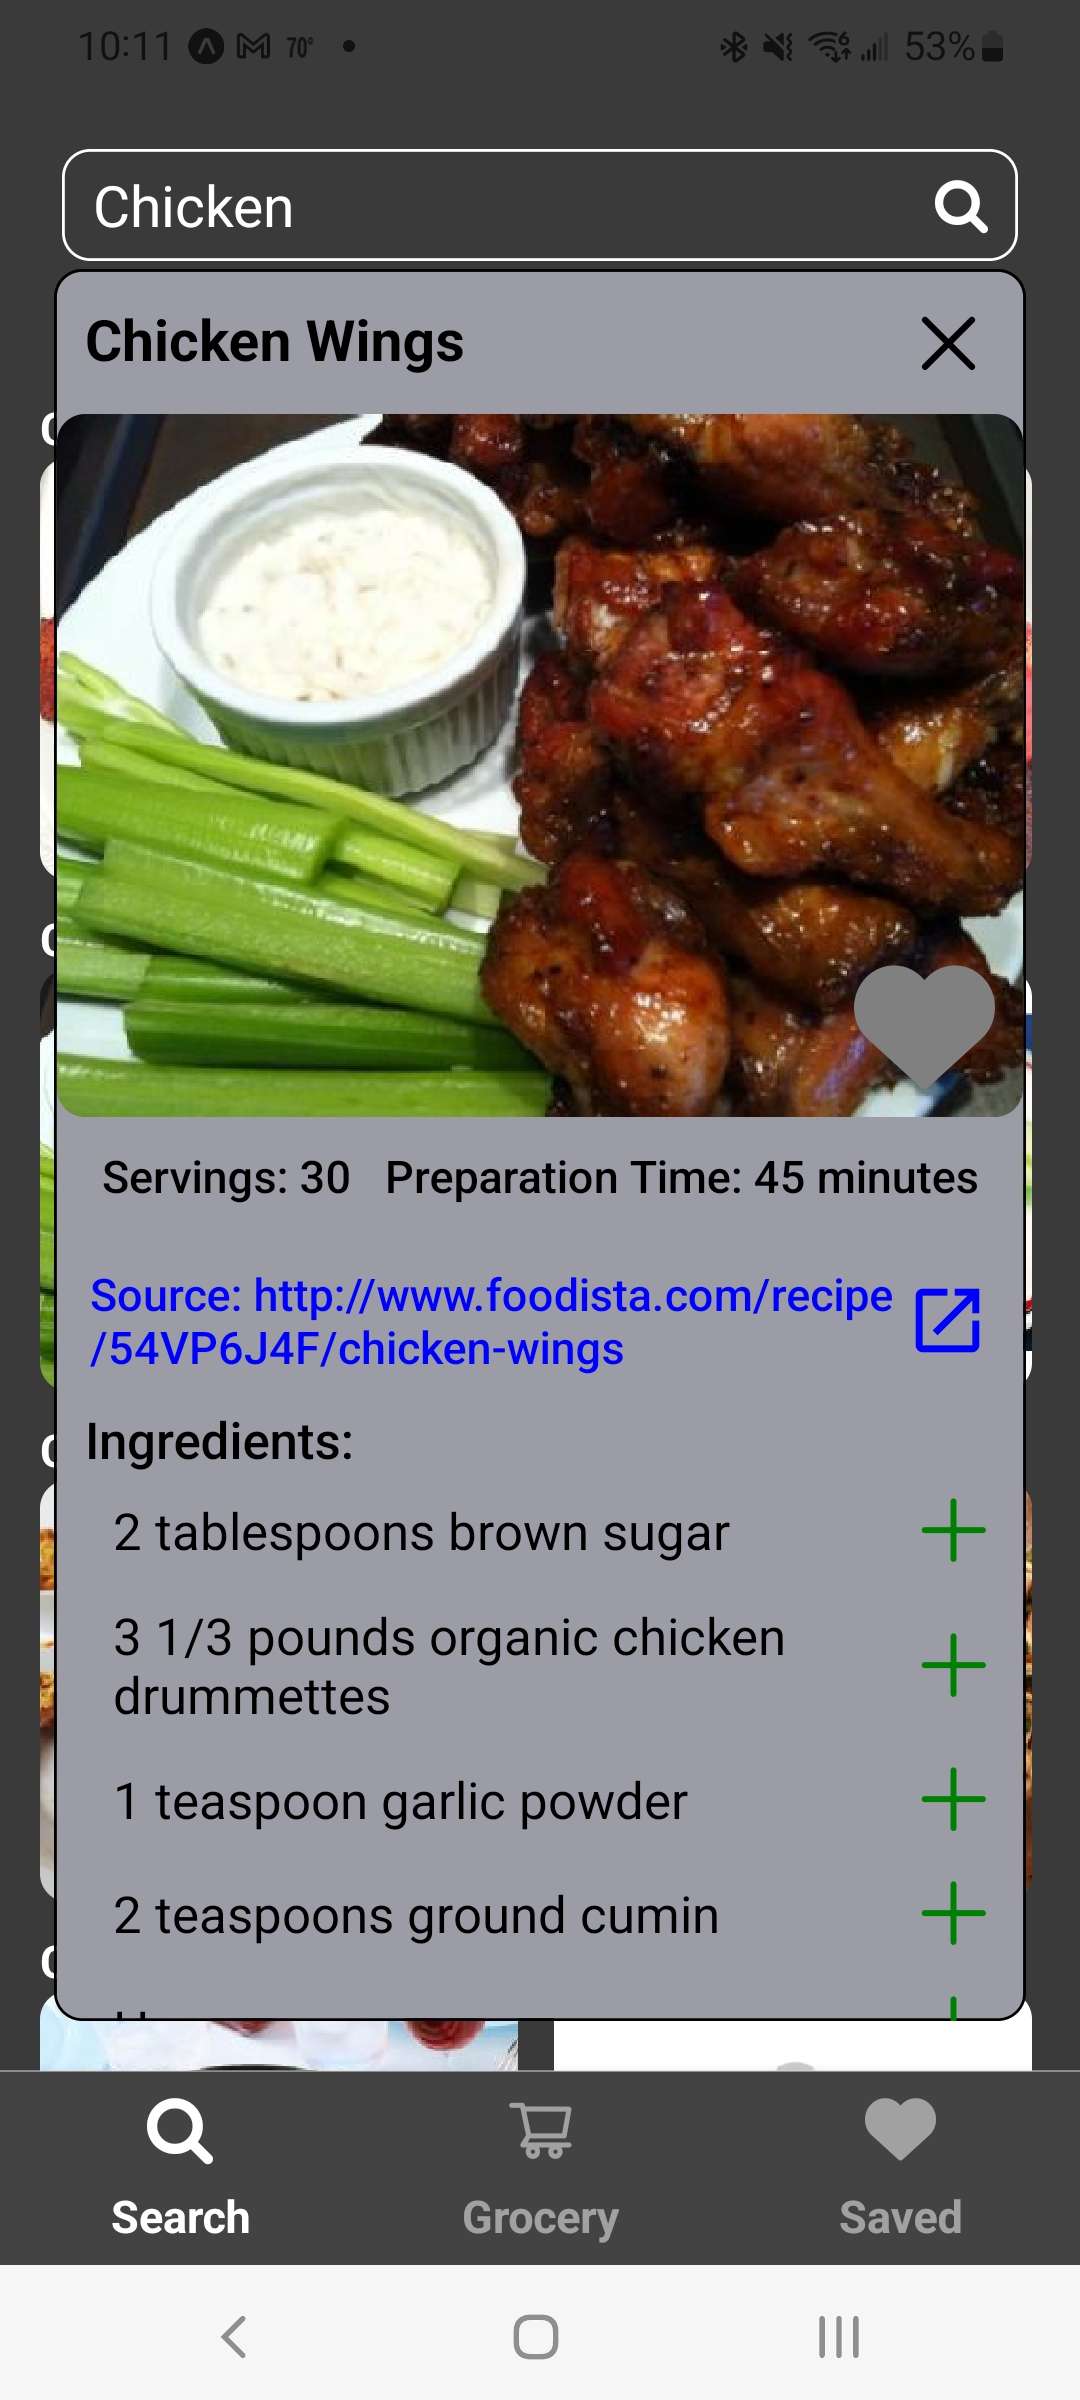 10:11 70° 53%
Chicken
Chicken Wings
Servings: 30 Preparation Time: 45 minutes
Source: http://www.foodista.com/recipe
/54VP6J4F/chicken-wings
Ingredients:
2 tablespoons brown sugar
3 1/3 pounds organic chicken
drummettes
1 teaspoon garlic powder
2 teaspoons ground cumin
Search Grocery Saved